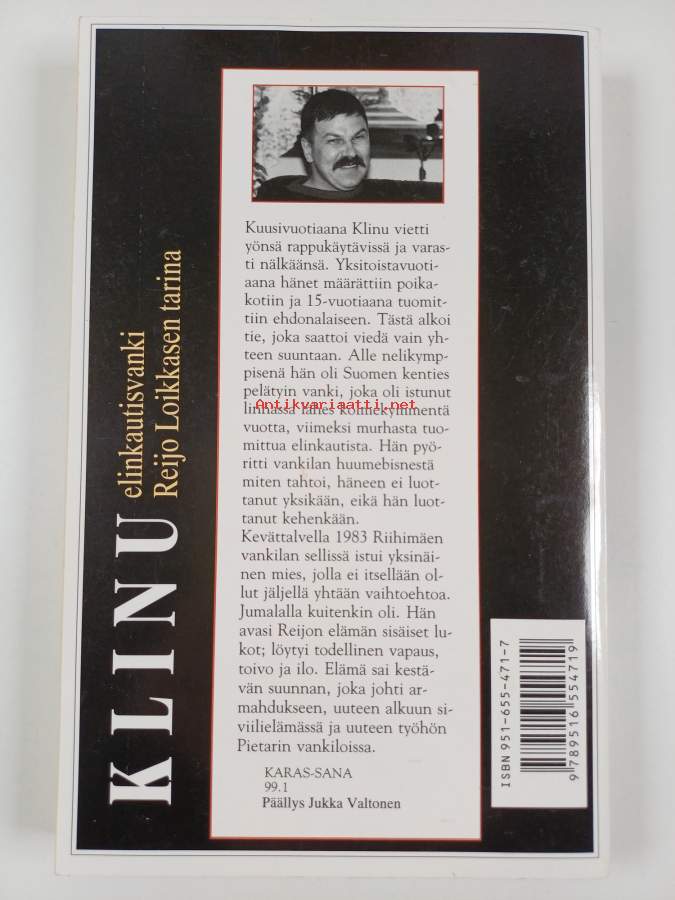 KLINU
elinkautisvanki
Reijo Loikkasen tarina
Kuusivuotiaana Klinu vietti
yönsä rappukäytävissä ja varas-
ti nälkäänsä. Yksitoistavuoti-
aana hänet määrättiin poika-
kotiin ja 15-vuotiaana tuomit-
tiin ehdonalaiseen. Tästä alkoi
tie, joka saattoi viedä vain yh-
teen suuntaan. Alle nelikymp-
pisenä hän oli Suomen kenties
pelätyin vanki, joka oli istunut
Antikvariaatti.net
linnassa lähes kolmekymmentä
vuotta, viimeksi murhasta tuo-
mittua elinkautista. Hän pyö-
ritti vankilan huumebisnestä
miten tahtoi, häneen ei luot-
tanut yksikään, eikä hän luot-
tanut kehenkään.
Kevättalvella 1983 Riihimäen
vankilan sellissä istui yksinäi-
nen mies, jolla ei itsellään ol-
lut jäljellä yhtään vaihtoehtoa.
Jumalalla kuitenkin oli. Hän
avasi Reijon elämän sisäiset lu-
kot; löytyi todellinen vapaus,
toivo ja ilo. Elämä sai kestä-
vän suunnan, joka johti ar-
mahdukseen, uuteen alkuun si-
viilielämässä ja uuteen työhön
Pietarin vankiloissa.
KARAS-SANA
99.1
Päällys Jukka Valtonen
ISBN 951-655-471-7
9 789516 554719